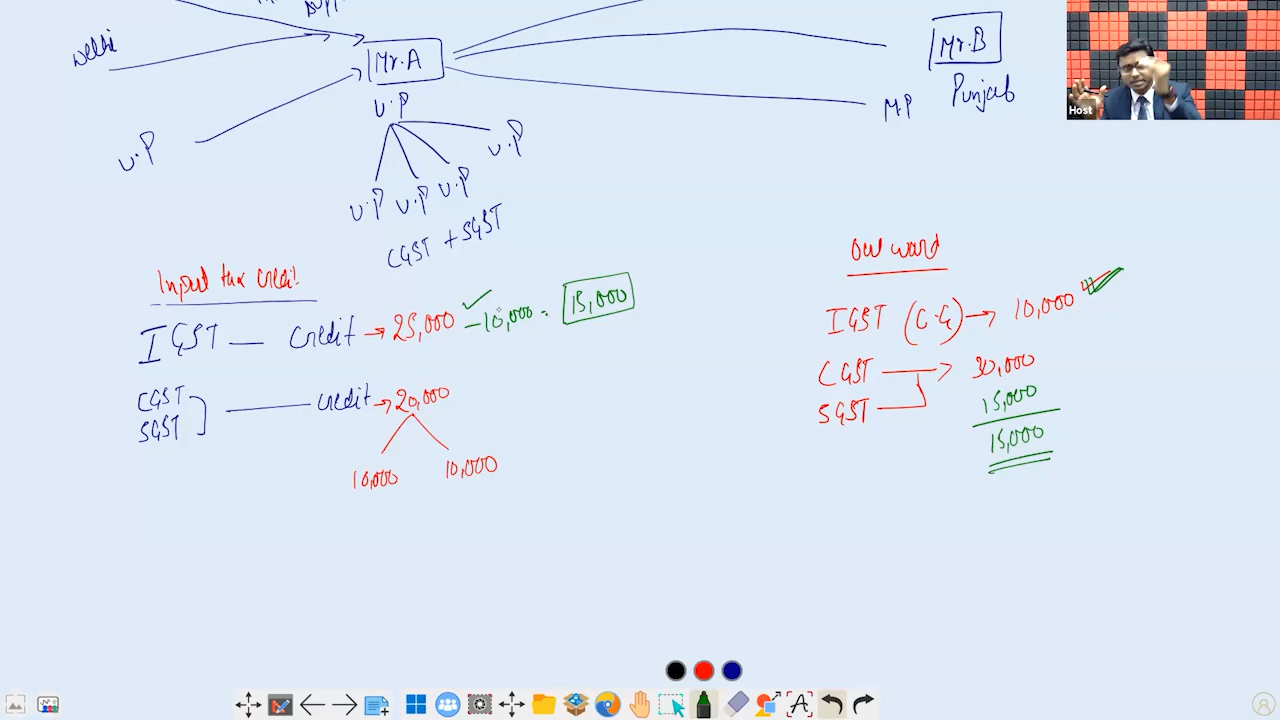 Delhi
Mr.A
U.P
U.P
U.P U.P U.P
U.P
CGST + SGST
Mr.B
Punjab
MP
Host
Input tax credit
IGST — credit → 25,000 ✓ -10,000 = 15,000
CGST
SGST
credit → 20,000
10,000 10,000
Out ward
IGST (C.G) → 10,000
CGST
SGST
30,000
15,000
15,000